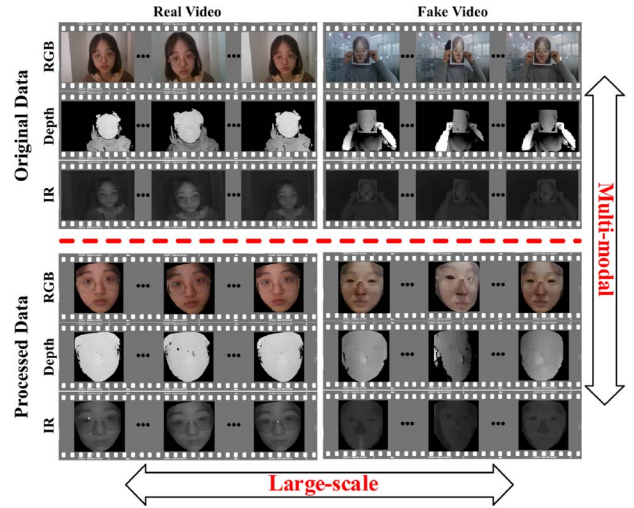 Real Video
Fake Video
Original Data
RGB
Depth
IR
Processed Data
RGB
Depth
IR
Multi-modal
Large-scale